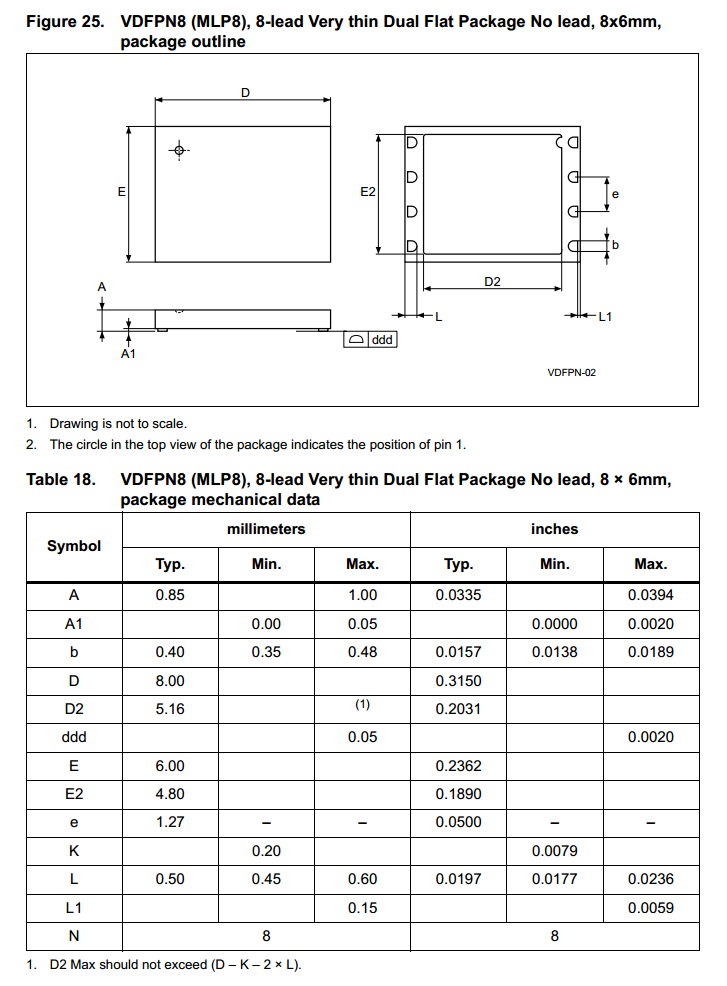 Figure 25. VDFPN8 (MLP8), 8-lead Very thin Dual Flat Package No lead, 8x6mm,
package outline
D
E
E2
e
b
D2
A
L
L1
A1
ddd
VDFPN-02
1. Drawing is not to scale.
2. The circle in the top view of the package indicates the position of pin 1.
Table 18. VDFPN8 (MLP8), 8-lead Very thin Dual Flat Package No lead, 8 × 6mm,
package mechanical data
Symbol millimeters inches
Typ. Min. Max. Typ. Min. Max.
A 0.85 1.00 0.0335 0.0394
A1 0.00 0.05 0.0000 0.0020
b 0.40 0.35 0.48 0.0157 0.0138 0.0189
D 8.00 0.3150
D2 5.16 (1) 0.2031
ddd 0.05 0.0020
E 6.00 0.2362
E2 4.80 0.1890
e 1.27 – – 0.0500 – –
K 0.20 0.0079
L 0.50 0.45 0.60 0.0197 0.0177 0.0236
L1 0.15 0.0059
N 8 8
1. D2 Max should not exceed (D – K – 2 × L).